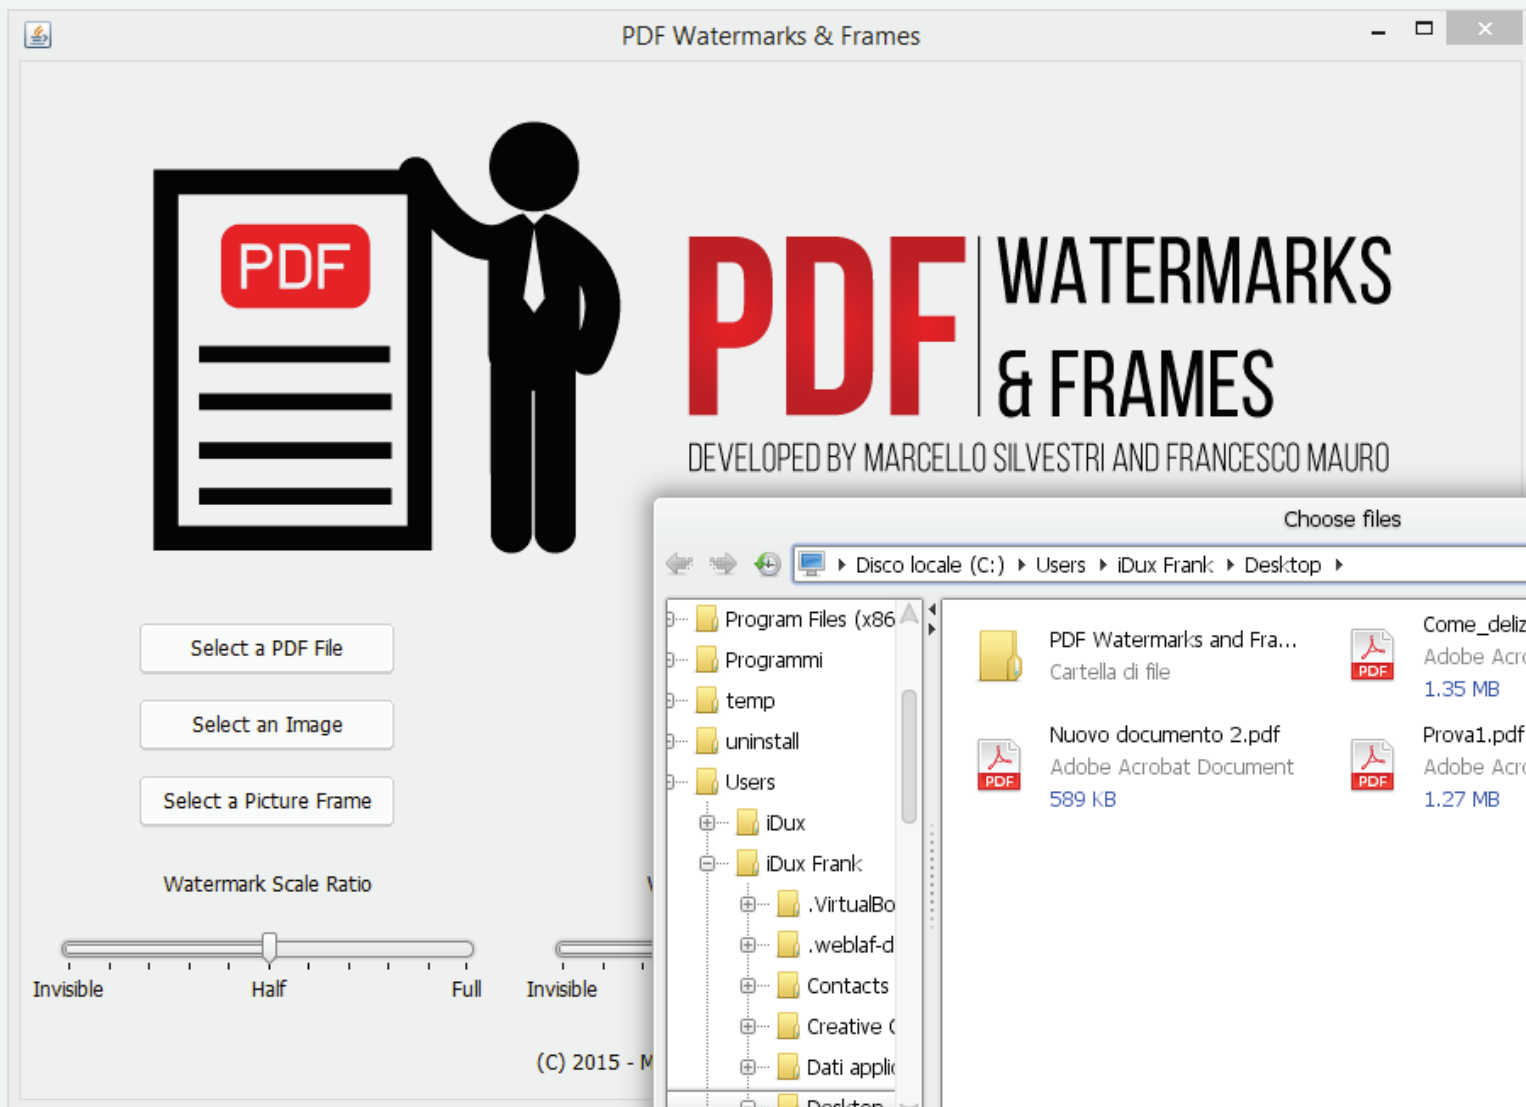 PDF Watermarks & Frames
PDF
PDF
WATERMARKS
& FRAMES
DEVELOPED BY MARCELLO SILVESTRI AND FRANCESCO MAURO
Select a PDF File
Select an Image
Select a Picture Frame
Watermark Scale Ratio
Invisible Half Full
Invisible
(C) 2015 - M
Choose files
Disco locale (C:) Users iDux Frank Desktop
Program Files (x86
Programmi
temp
uninstall
Users
iDux
iDux Frank
.VirtualBo
.weblaf-d
Contacts
Creative C
Dati applic
Desktop
PDF Watermarks and Fra...
Cartella di file
PDF
Come_deliz
Adobe Acro
1.35 MB
PDF
Nuovo documento 2.pdf
Adobe Acrobat Document
589 KB
PDF
Prova1.pdf
Adobe Acro
1.27 MB